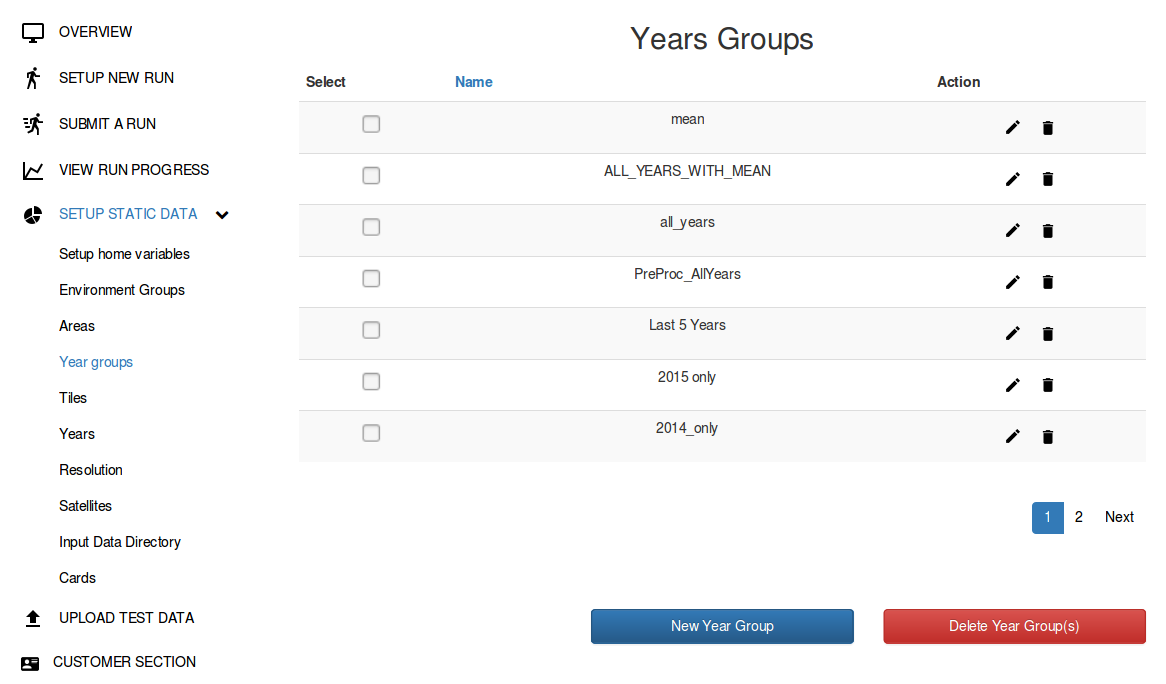 OVERVIEW
SETUP NEW RUN
SUBMIT A RUN
VIEW RUN PROGRESS
SETUP STATIC DATA
Setup home variables
Environment Groups
Areas
Year groups
Tiles
Years
Resolution
Satellites
Input Data Directory
Cards
UPLOAD TEST DATA
CUSTOMER SECTION
Years Groups
Select Name Action
mean
ALL_YEARS_WITH_MEAN
all_years
PreProc_AllYears
Last 5 Years
2015 only
2014_only
1 2 Next
New Year Group Delete Year Group(s)